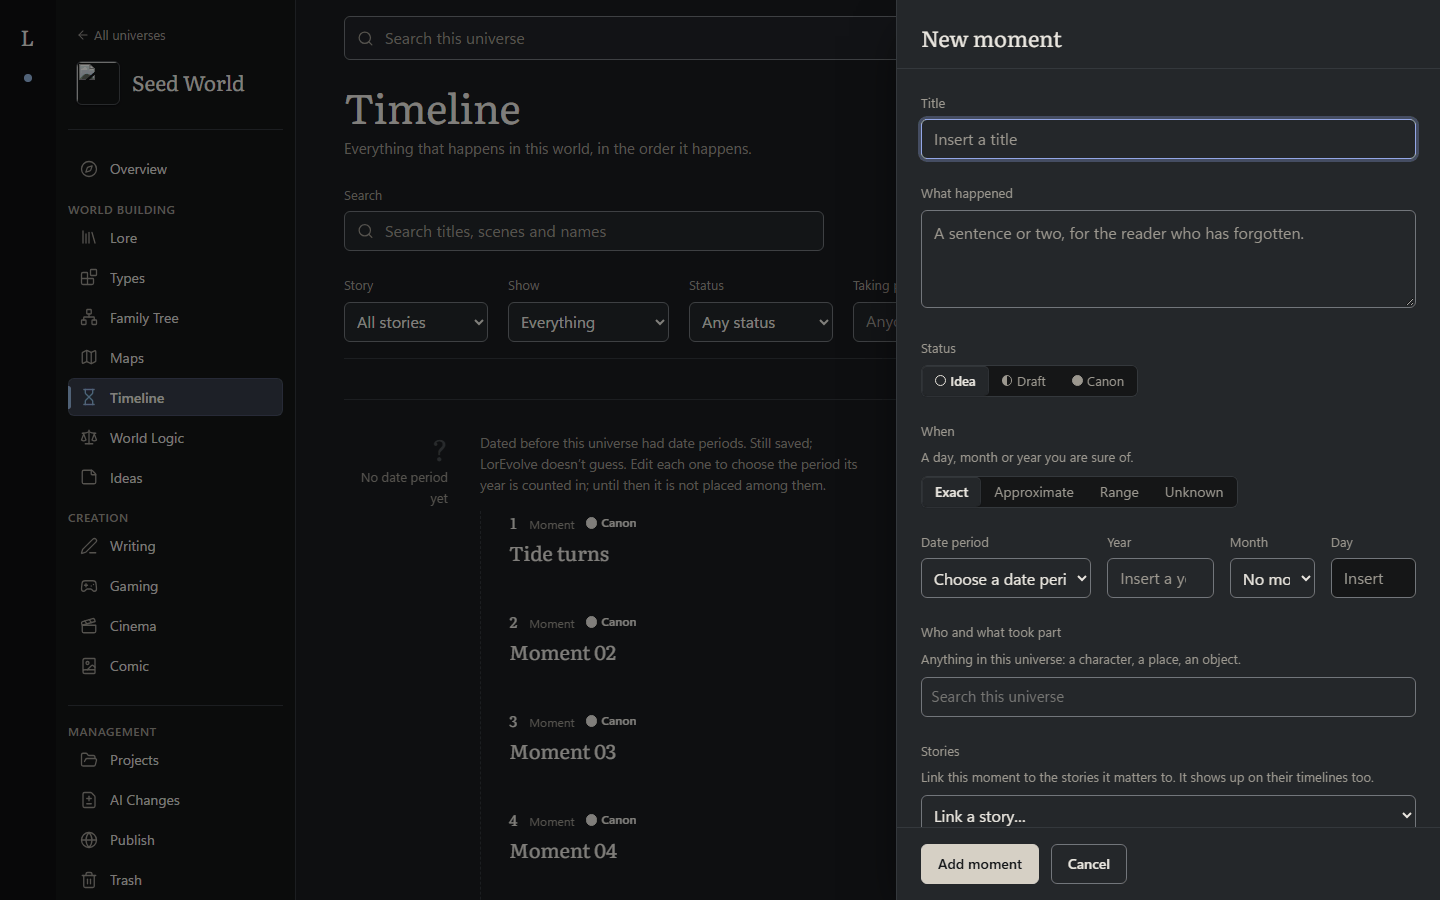 L
All universes
Seed World
Overview
WORLD BUILDING
Lore
Types
Family Tree
Maps
Timeline
World Logic
Ideas
CREATION
Writing
Gaming
Cinema
Comic
MANAGEMENT
Projects
AI Changes
Publish
Trash
Search this universe
Timeline
Everything that happens in this world, in the order it happens.
Search
Search titles, scenes and names
Story
Show
Status
Taking
All stories
Everything
Any status
?
No date period
yet
Dated before this universe had date periods. Still saved;
LorEvolve doesn't guess. Edit each one to choose the period its
year is counted in; until then it is not placed among them.
1 Moment Canon
Tide turns
2 Moment Canon
Moment 02
3 Moment Canon
Moment 03
4 Moment Canon
Moment 04
New moment
Title
Insert a title
What happened
A sentence or two, for the reader who has forgotten.
Status
Idea Draft Canon
When
A day, month or year you are sure of.
Exact Approximate Range Unknown
Date period Year Month Day
Choose a date peri Insert a y No mo Insert
Who and what took part
Anything in this universe: a character, a place, an object.
Search this universe
Stories
Link this moment to the stories it matters to. It shows up on their timelines too.
Link a story...
Add moment Cancel